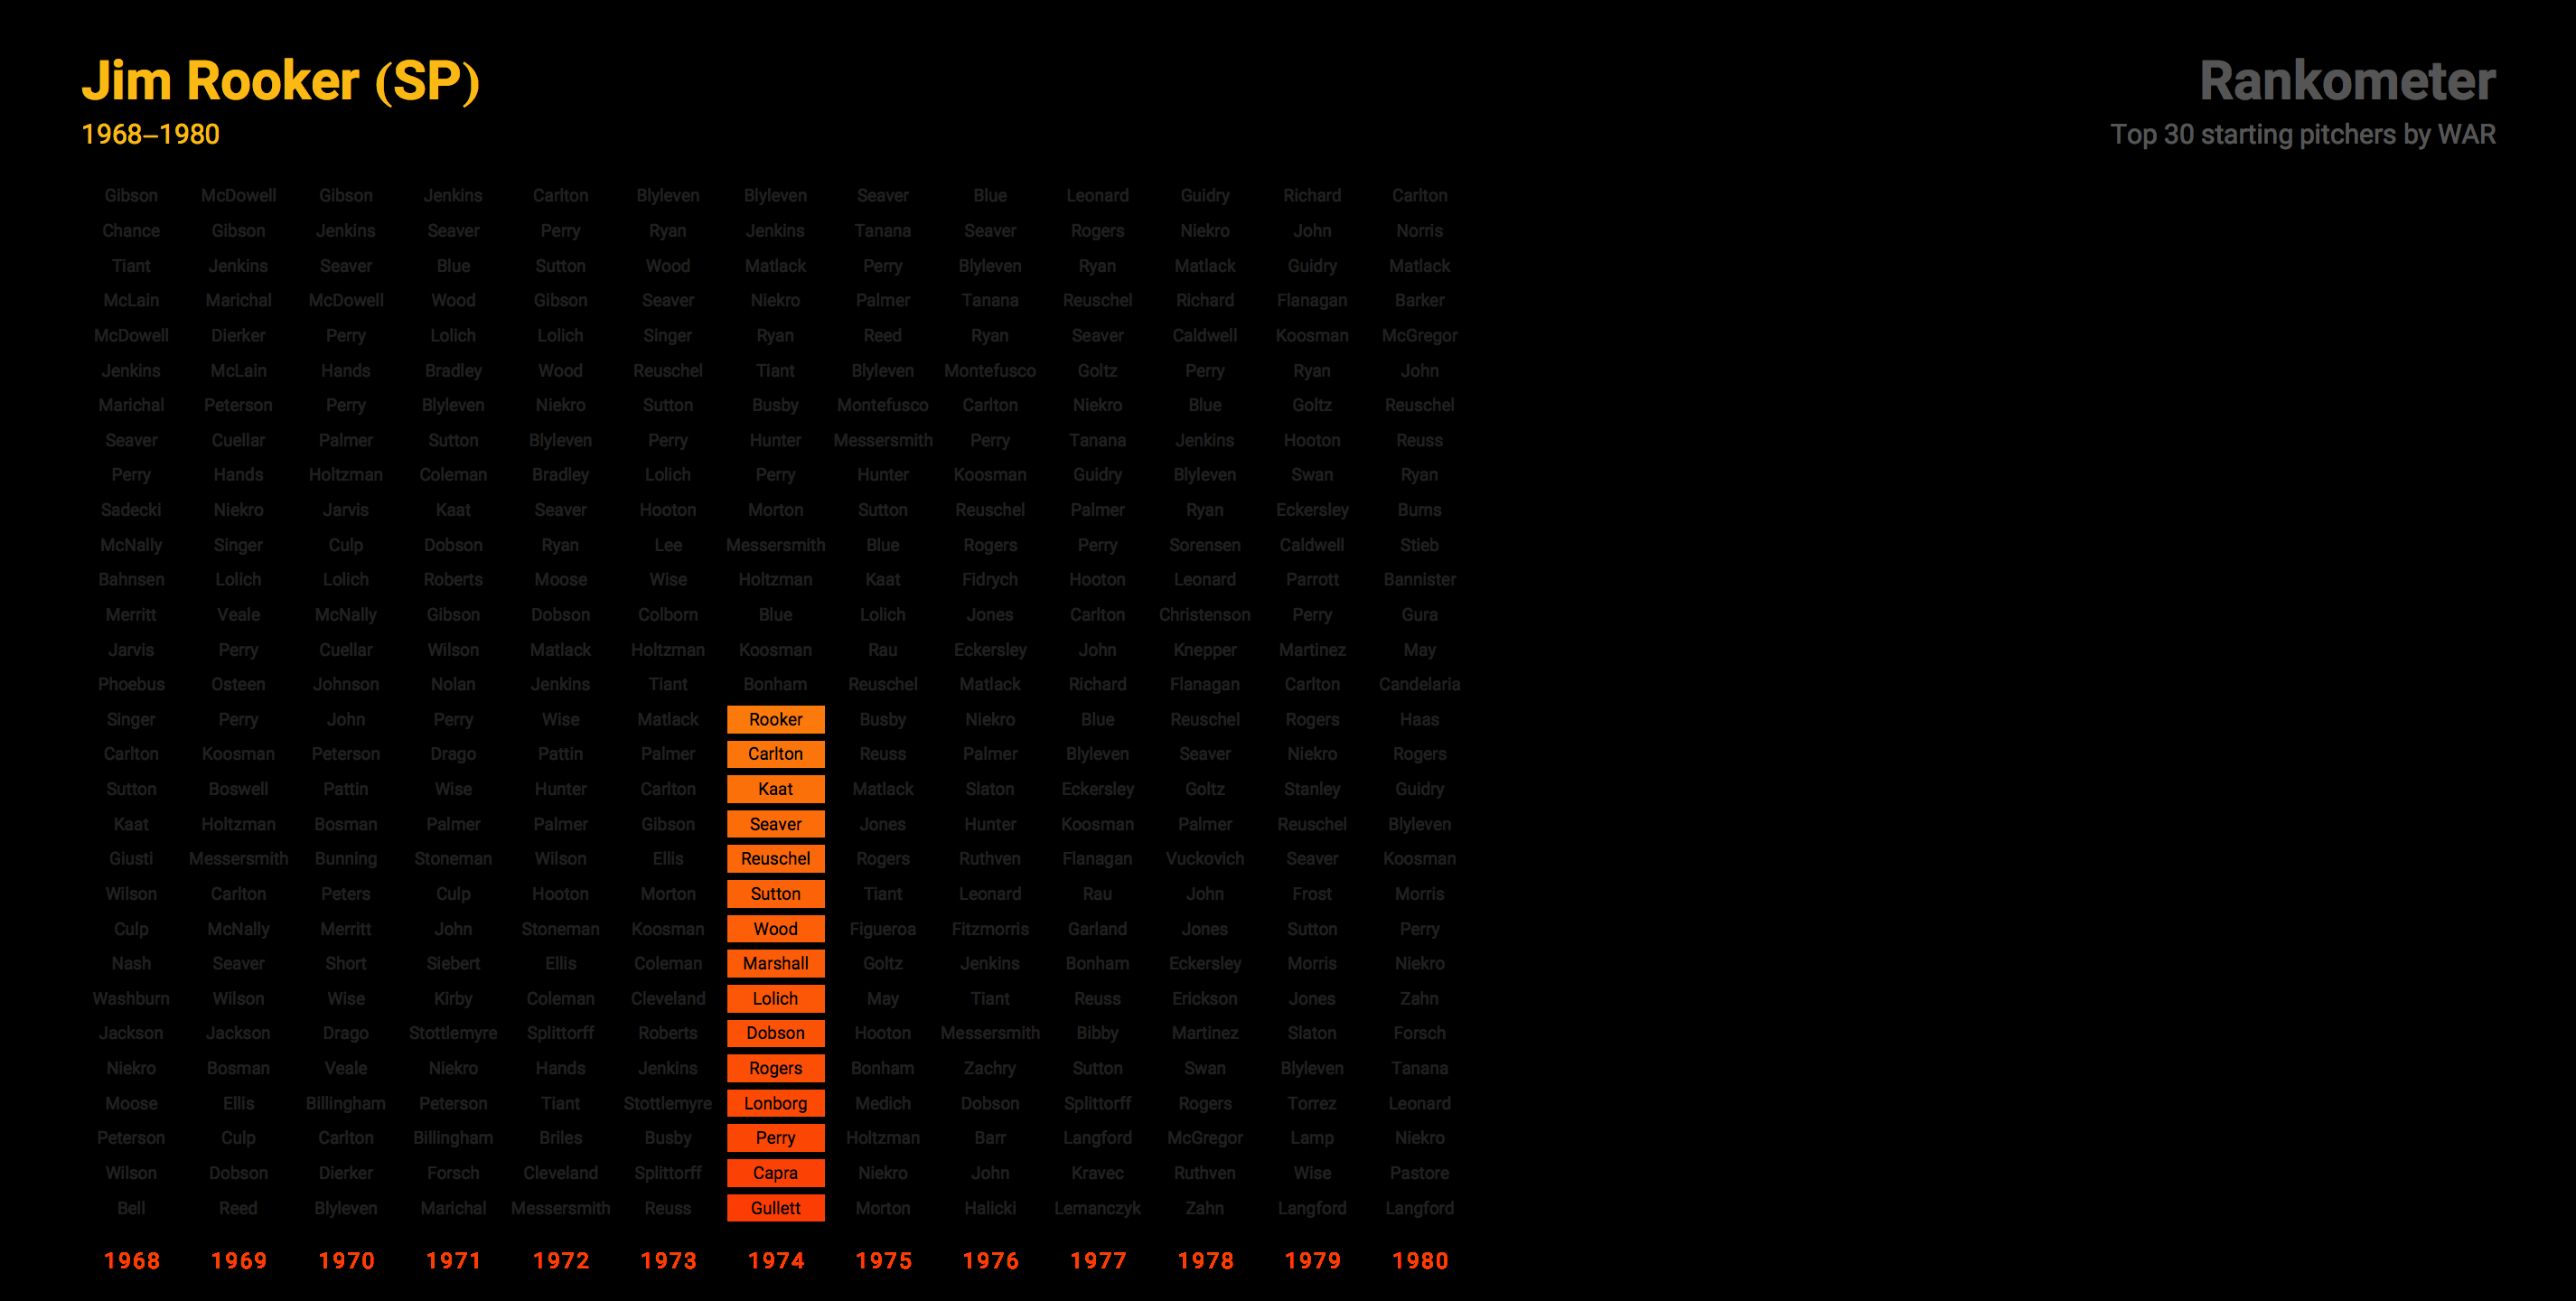 Jim Rooker (SP)
1968–1980
Rankometer
Top 30 starting pitchers by WAR
Gibson McDowell Gibson Jenkins Carlton Blyleven Blyleven Seaver Blue Leonard Guidry Richard Carlton
Chance Gibson Jenkins Seaver Perry Ryan Jenkins Tanana Seaver Rogers Niekro John Norris
Tiant Jenkins Seaver Blue Sutton Wood Matlack Perry Blyleven Ryan Matlack Guidry Matlack
McLain Marichal McDowell Wood Gibson Seaver Niekro Palmer Tanana Reuschel Richard Flanagan Barker
McDowell Dierker Perry Lolich Lolich Singer Ryan Reed Ryan Seaver Caldwell Koosman McGregor
Jenkins McLain Hands Bradley Wood Reuschel Tiant Blyleven Montefusco Goltz Perry Ryan John
Marichal Peterson Perry Blyleven Niekro Sutton Busby Montefusco Carlton Niekro Blue Goltz Reuschel
Seaver Cuellar Palmer Sutton Blyleven Perry Hunter Messersmith Perry Tanana Jenkins Hooton Reuss
Perry Hands Holtzman Coleman Bradley Lolich Perry Hunter Koosman Guidry Blyleven Swan Ryan
Sadecki Niekro Jarvis Kaat Seaver Hooton Morton Sutton Reuschel Palmer Ryan Eckersley Burns
McNally Singer Culp Dobson Ryan Lee Messersmith Blue Rogers Perry Sorensen Caldwell Stieb
Bahnsen Lolich Lolich Roberts Moose Wise Holtzman Kaat Fidrych Hooton Leonard Parrott Bannister
Merritt Veale McNally Gibson Dobson Colborn Blue Lolich Jones Carlton Christenson Perry Gura
Jarvis Perry Cuellar Wilson Matlack Holtzman Koosman Rau Eckersley John Knepper Martinez May
Phoebus Osteen Johnson Nolan Jenkins Tiant Bonham Reuschel Matlack Richard Flanagan Carlton Candelaria
Singer Perry John Perry Wise Matlack Rooker Busby Niekro Blue Reuschel Rogers Haas
Carlton Koosman Peterson Drago Pattin Palmer Carlton Reuss Palmer Blyleven Seaver Niekro Rogers
Sutton Boswell Pattin Wise Hunter Carlton Kaat Matlack Slaton Eckersley Goltz Stanley Guidry
Kaat Holtzman Bosman Palmer Palmer Gibson Seaver Jones Hunter Koosman Palmer Reuschel Blyleven
Giusti Messersmith Bunning Stoneman Wilson Ellis Reuschel Rogers Ruthven Flanagan Vuckovich Seaver Koosman
Wilson Carlton Peters Culp Hooton Morton Sutton Tiant Leonard Rau John Frost Morris
Culp McNally Merritt John Stoneman Koosman Wood Figueroa Fitzmorris Garland Jones Sutton Perry
Nash Seaver Short Siebert Ellis Coleman Marshall Goltz Jenkins Bonham Eckersley Morris Niekro
Washburn Wilson Wise Kirby Coleman Cleveland Lolich May Tiant Reuss Erickson Jones Zahn
Jackson Jackson Drago Stottlemyre Splittorff Roberts Dobson Hooton Messersmith Bibby Martinez Slaton Forsch
Niekro Bosman Veale Niekro Hands Jenkins Rogers Bonham Zachry Sutton Swan Blyleven Tanana
Moose Ellis Billingham Peterson Tiant Stottlemyre Lonborg Medich Dobson Splittorff Rogers Torrez Leonard
Peterson Culp Carlton Billingham Briles Busby Perry Holtzman Barr Langford McGregor Lamp Niekro
Wilson Dobson Dierker Forsch Cleveland Splittorff Capra Niekro John Kravec Ruthven Wise Pastore
Bell Reed Blyleven Marichal Messersmith Reuss Gullett Morton Halicki Lemanczyk Zahn Langford Langford
1968 1969 1970 1971 1972 1973 1974 1975 1976 1977 1978 1979 1980